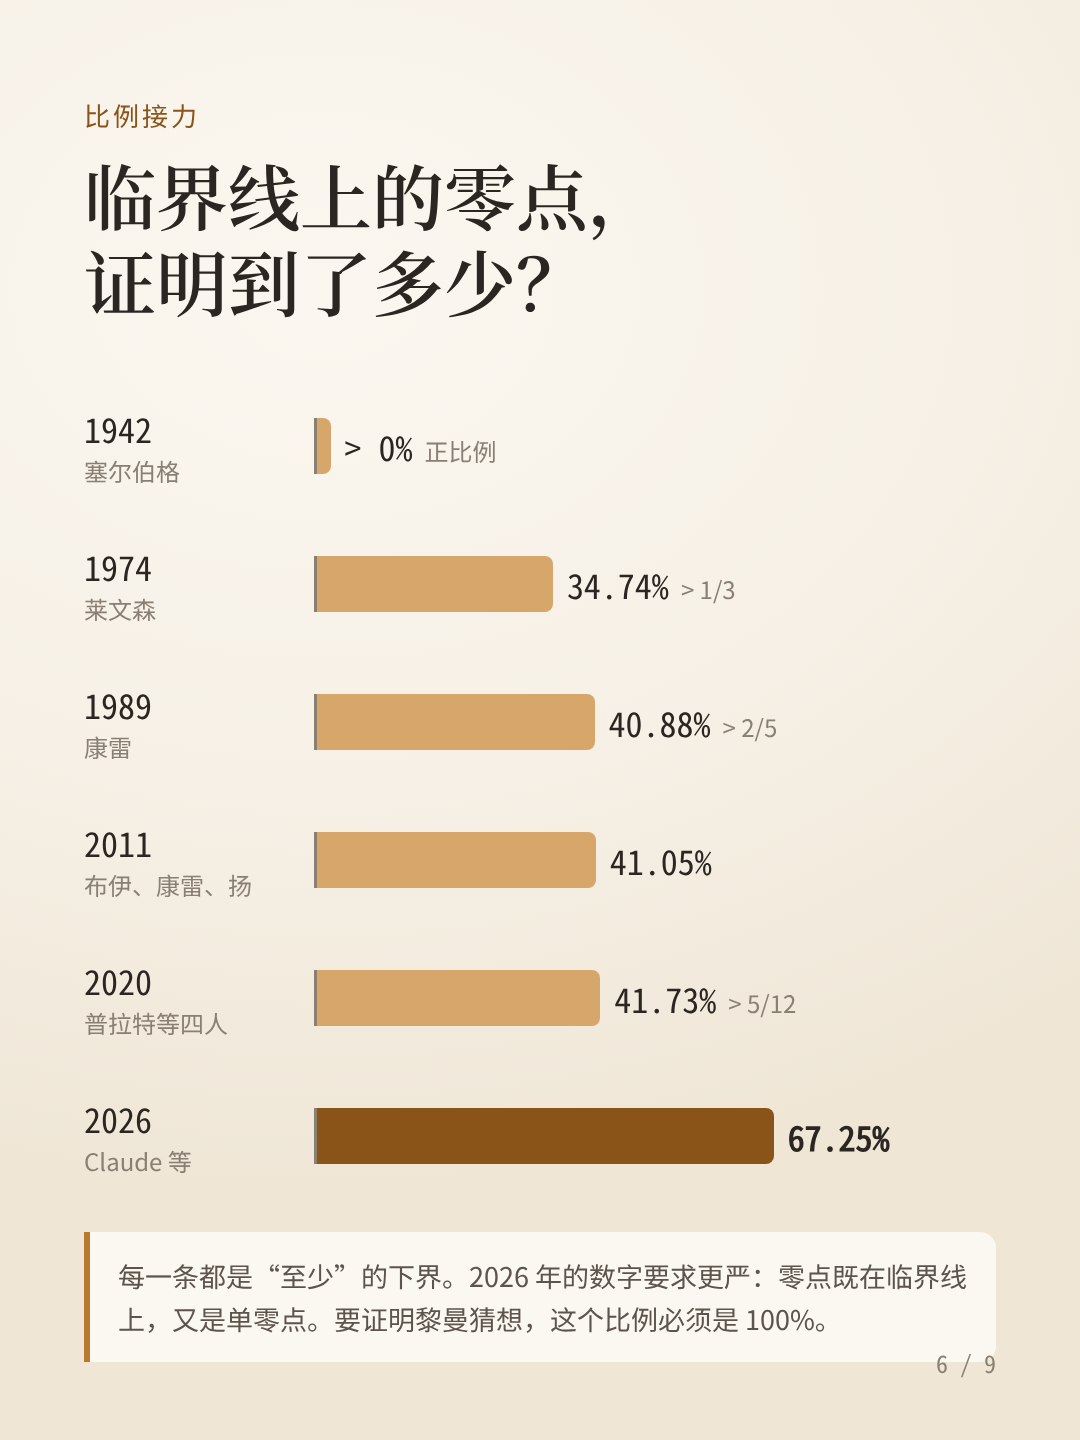 比例接力
临界线上的零点，
证明到了多少？
1942
塞尔伯格
> 0% 正比例
1974
莱文森
34.74% > 1/3
1989
康雷
40.88% > 2/5
2011
布伊、康雷、扬
41.05%
2020
普拉特等四人
41.73% > 5/12
2026
Claude 等
67.25%
每一条都是“至少”的下界。2026 年的数字要求更严：零点既在临界线
上，又是单零点。要证明黎曼猜想，这个比例必须是 100%。
6 / 9